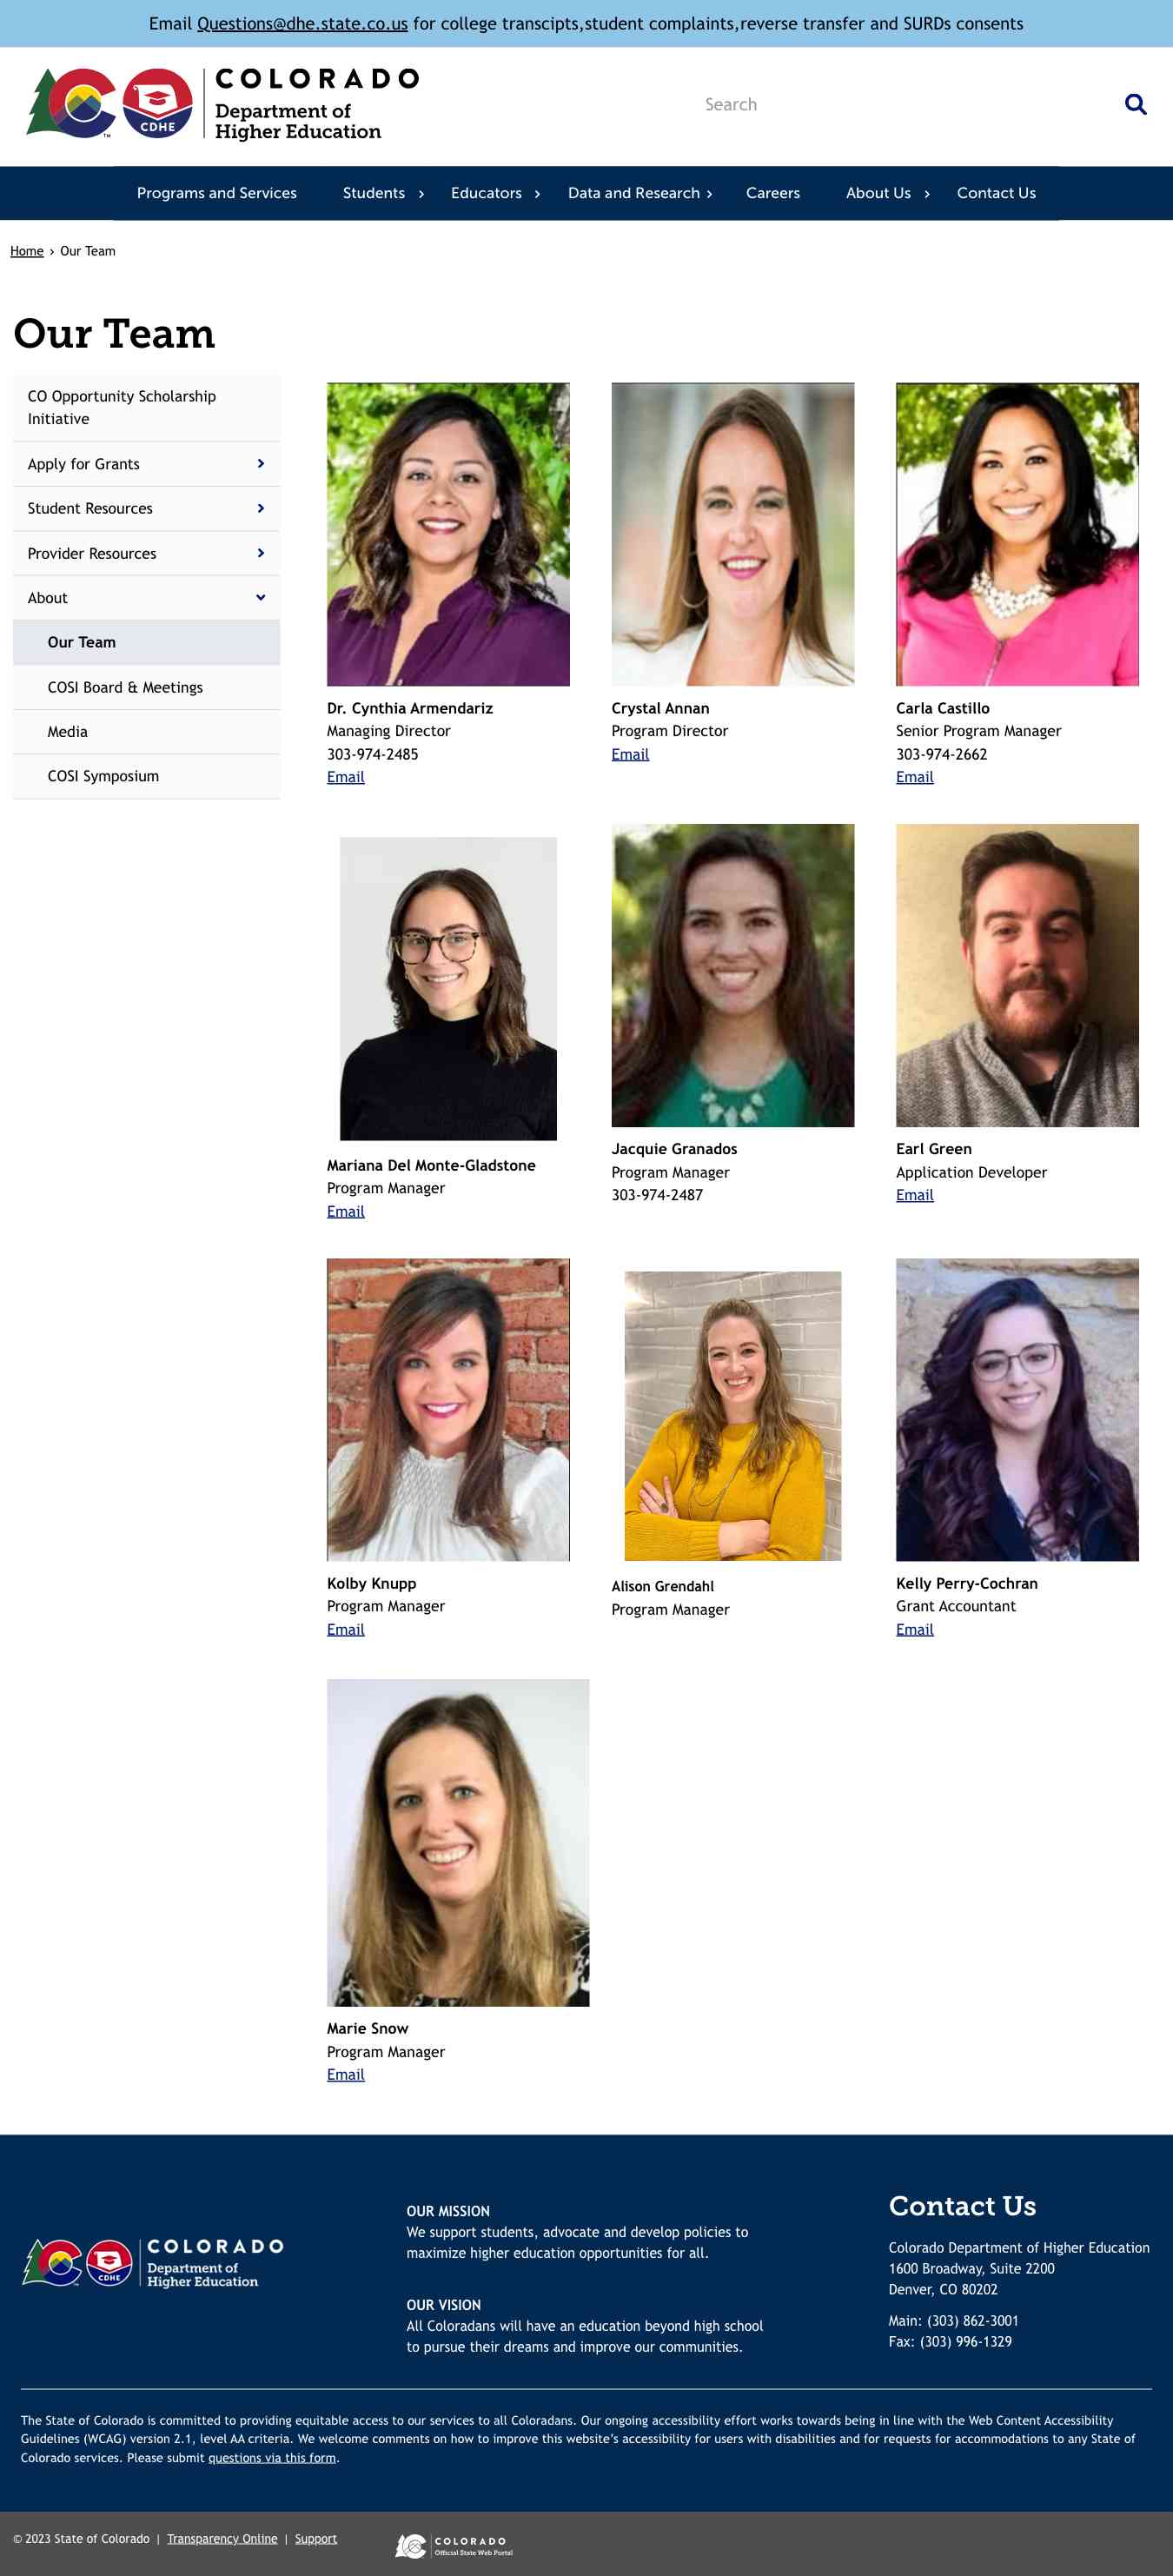 Email Questions@dhe.state.co.us for college transcipts,student complaints,reverse transfer and SURDs consents
CDHE
TM
COLORADO
Department of
Higher Education
Search
Programs and Services
Students
Educators
Data and Research
Careers
About Us
Contact Us
Home › Our Team
Our Team
CO Opportunity Scholarship
Initiative
Apply for Grants
Student Resources
Provider Resources
About
Our Team
COSI Board & Meetings
Media
COSI Symposium
Dr. Cynthia Armendariz
Managing Director
303-974-2485
Email
Crystal Annan
Program Director
Email
Carla Castillo
Senior Program Manager
303-974-2662
Email
Mariana Del Monte-Gladstone
Program Manager
Email
Jacquie Granados
Program Manager
303-974-2487
Earl Green
Application Developer
Email
Kolby Knupp
Program Manager
Email
Alison Grendahl
Program Manager
Kelly Perry-Cochran
Grant Accountant
Email
Marie Snow
Program Manager
Email
CDHE
COLORADO
Department of
Higher Education
OUR MISSION
We support students, advocate and develop policies to
maximize higher education opportunities for all.
OUR VISION
All Coloradans will have an education beyond high school
to pursue their dreams and improve our communities.
Contact Us
Colorado Department of Higher Education
1600 Broadway, Suite 2200
Denver, CO 80202
Main: (303) 862-3001
Fax: (303) 996-1329
The State of Colorado is committed to providing equitable access to our services to all Coloradans. Our ongoing accessibility effort works towards being in line with the Web Content Accessibility
Guidelines (WCAG) version 2.1, level AA criteria. We welcome comments on how to improve this website's accessibility for users with disabilities and for requests for accommodations to any State of
Colorado services. Please submit questions via this form.
© 2023 State of Colorado | Transparency Online | Support
COLORADO
Official State Web Portal